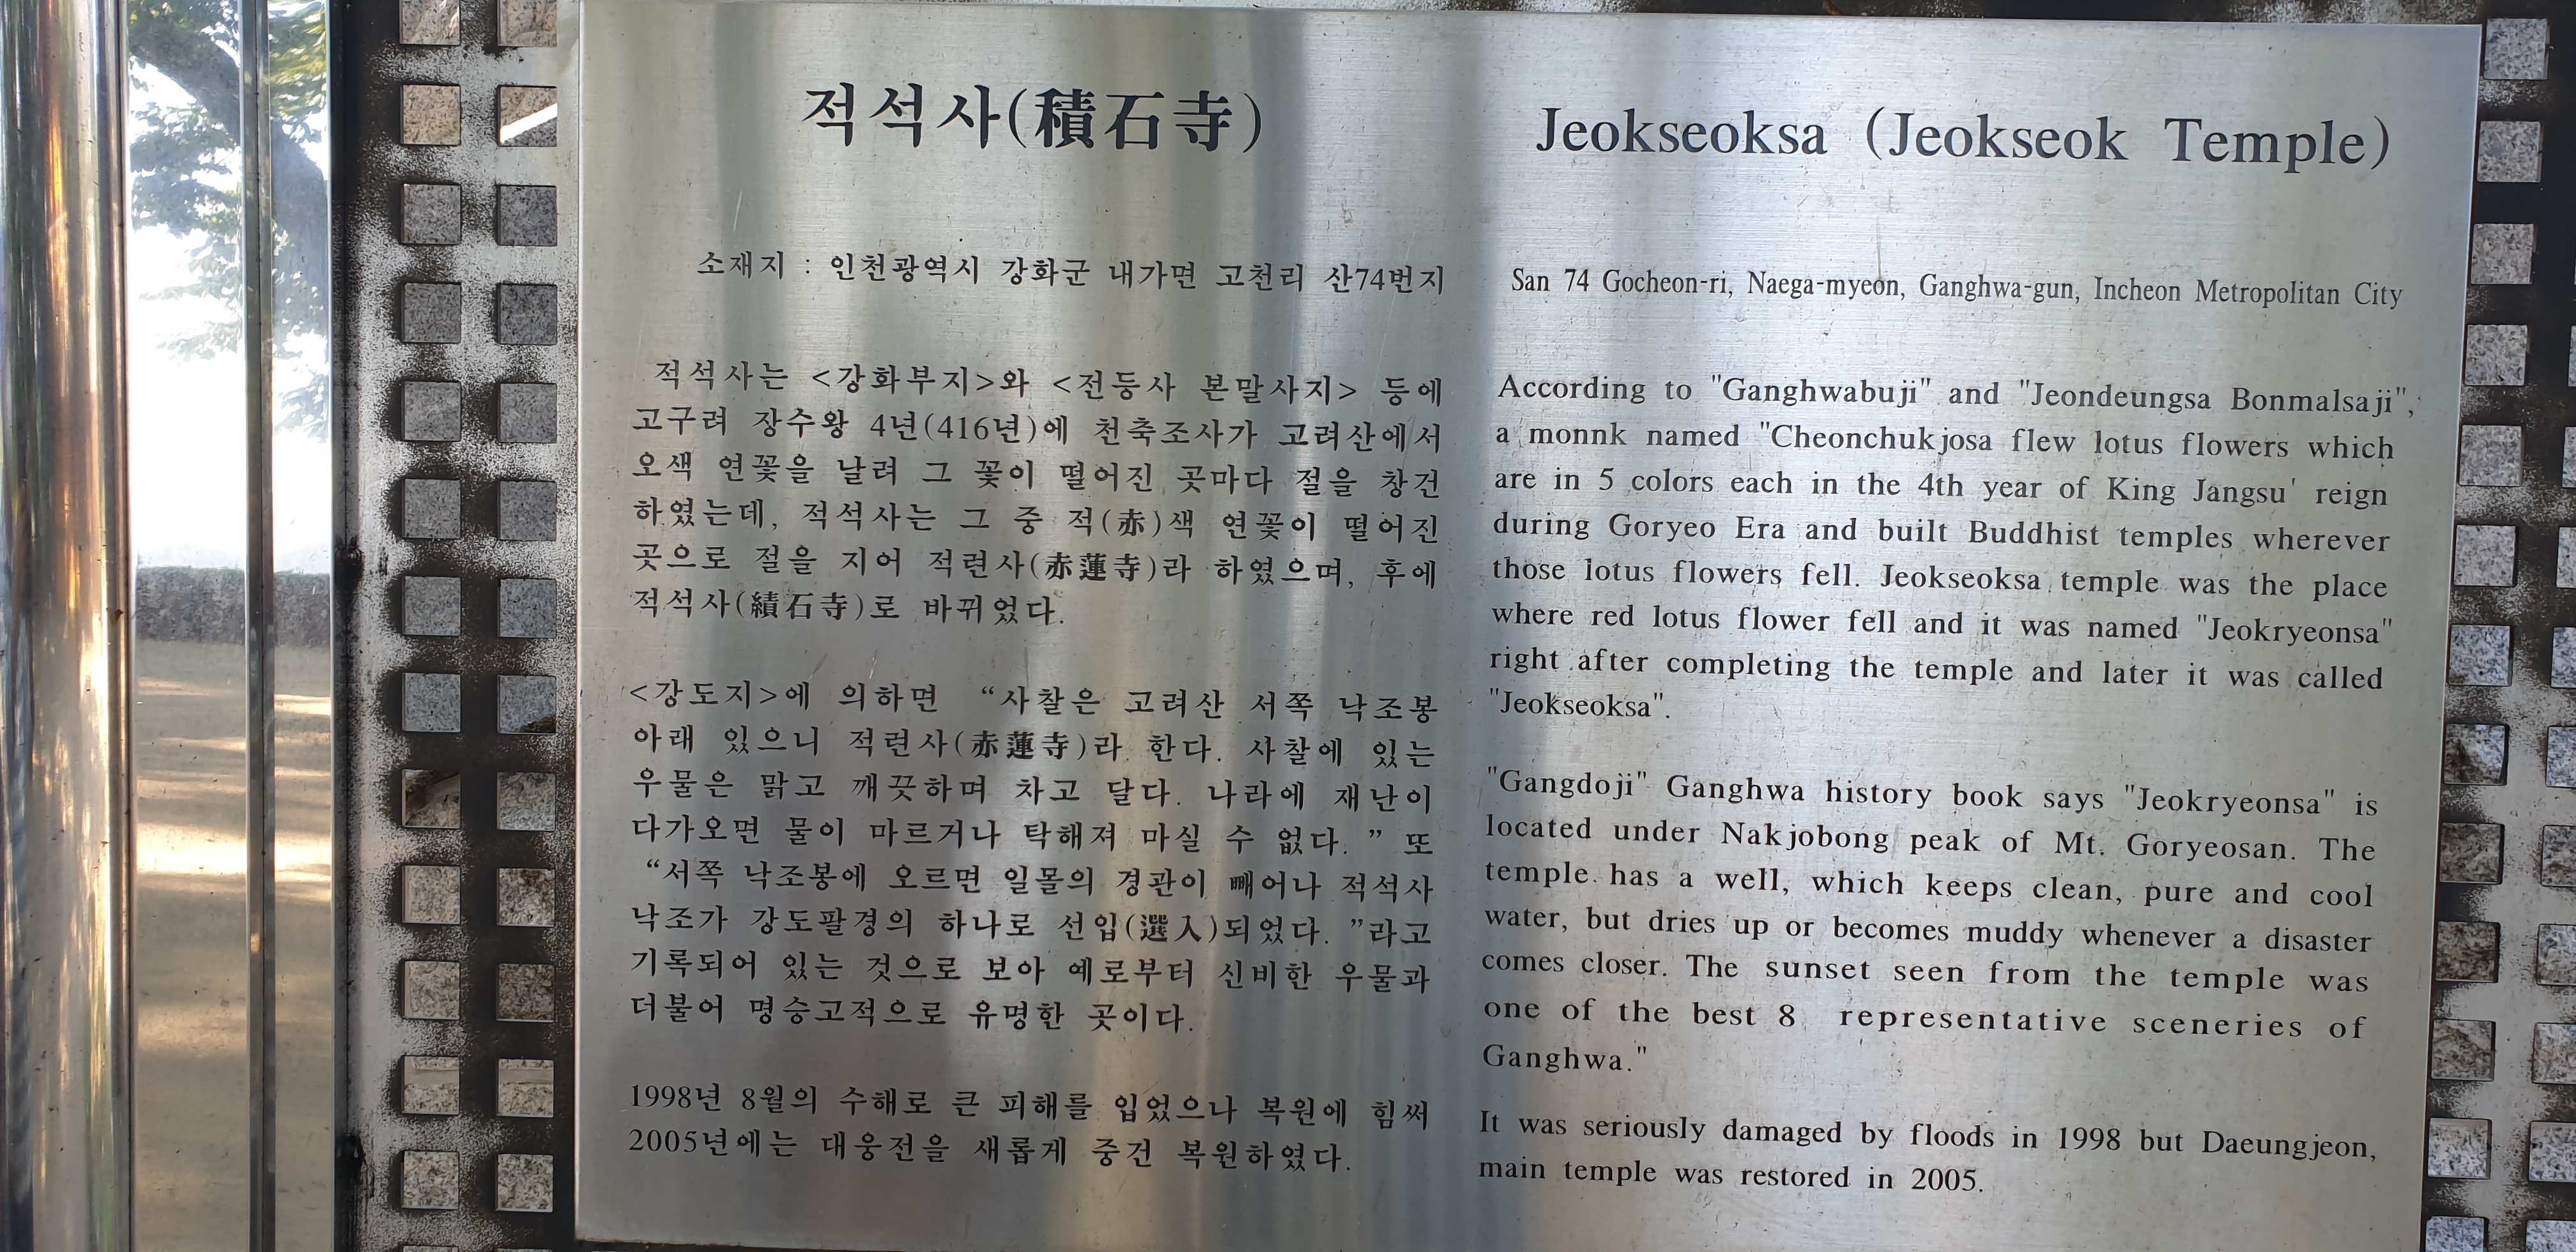 적석사(積石寺)
소재지 : 인천광역시 강화군 내가면 고천리 산74번지
적석사는 <강화부지>와 <전등사 본말사지> 등에
고구려 장수왕 4년(416년)에 천축조사가 고려산에서
오색 연꽃을 날려 그 꽃이 떨어진 곳마다 절을 창건
하였는데, 적석사는 그 중 적(赤)색 연꽃이 떨어진
곳으로 절을 지어 적련사(赤蓮寺)라 하였으며, 후에
적석사(績石寺)로 바뀌었다.
<강도지>에 의하면 “사찰은 고려산 서쪽 낙조봉
아래 있으니 적련사(赤蓮寺)라 한다. 사찰에 있는
우물은 맑고 깨끗하며 차고 달다. 나라에 재난이
다가오면 물이 마르거나 탁해져 마실 수 없다. ” 또
“서쪽 낙조봉에 오르면 일몰의 경관이 빼어나 적석사
낙조가 강도팔경의 하나로 선입(選入)되었다. ”라고
기록되어 있는 것으로 보아 예로부터 신비한 우물과
더불어 명승고적으로 유명한 곳이다.
1998년 8월의 수해로 큰 피해를 입었으나 복원에 힘써
2005년에는 대웅전을 새롭게 중건 복원하였다.
Jeokseoksa (Jeokseok Temple)
San 74 Gocheon-ri, Naega-myeon, Ganghwa-gun, Incheon Metropolitan City
According to "Ganghwabuji" and "Jeondeungsa Bonmalsaji",
a monnk named "Cheonchukjosa flew lotus flowers which
are in 5 colors each in the 4th year of King Jangsu' reign
during Goryeo Era and built Buddhist temples wherever
those lotus flowers fell. Jeokseoksa temple was the place
where red lotus flower fell and it was named "Jeokryeonsa"
right after completing the temple and later it was called
"Jeokseoksa".
"Gangdoji" Ganghwa history book says "Jeokryeonsa" is
located under Nakjobong peak of Mt. Goryeosan. The
temple has a well, which keeps clean, pure and cool
water, but dries up or becomes muddy whenever a disaster
comes closer. The sunset seen from the temple was
one of the best 8 representative sceneries of
Ganghwa."
It was seriously damaged by floods in 1998 but Daeungjeon,
main temple was restored in 2005.